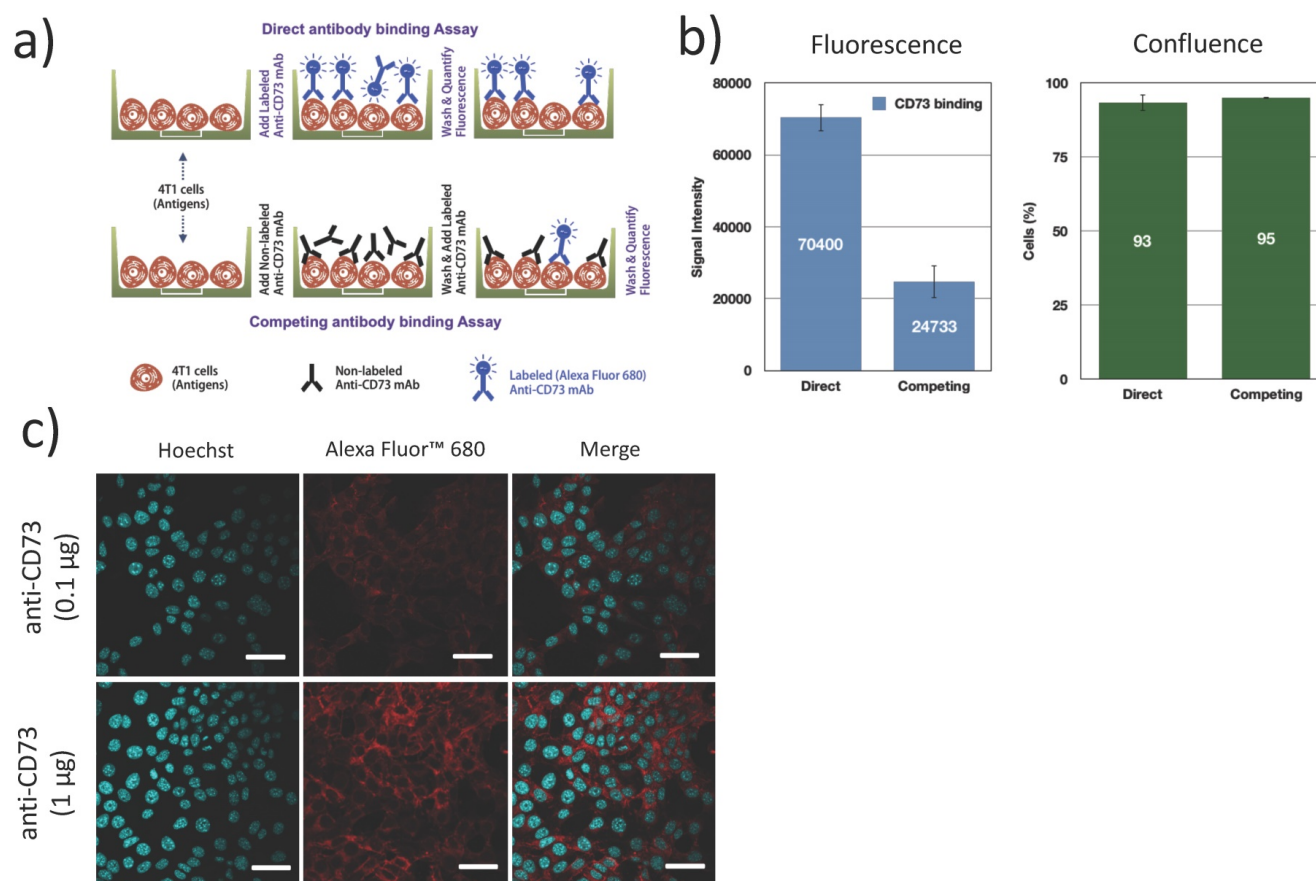 a)
Direct antibody binding Assay
Add Labeled
Anti-CD73 mAb
Wash & Quantify
Fluorescence
4T1 cells
(Antigens)
Add Non-labeled
Anti-CD73 mAb
Wash & Add Labeled
Anti-CD73 mAb
Wash & Quantify
Fluorescence
Competing antibody binding Assay
4T1 cells
(Antigens)
Non-labeled
Anti-CD73 mAb
Labeled (Alexa Fluor 680)
Anti-CD73 mAb
b)
Fluorescence
Signal Intensity
80000
60000
40000
20000
0
CD73 binding
70400
24733
Direct
Competing
Confluence
Cells (%)
100
75
50
25
0
93
95
Direct
Competing
c)
Hoechst
Alexa Fluor™ 680
Merge
anti-CD73
(0.1 µg)
anti-CD73
(1 µg)